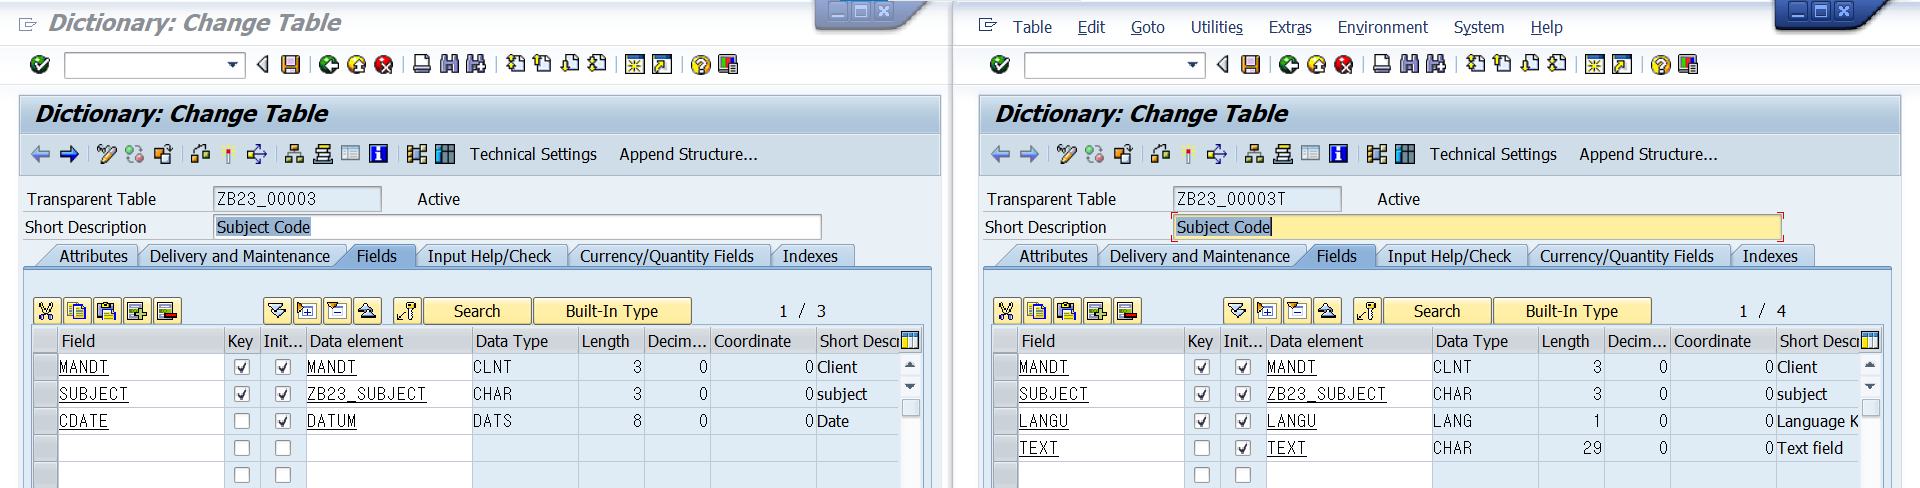 Dictionary: Change Table
Dictionary: Change Table
Technical Settings Append Structure...
Transparent Table ZB23_00003 Active
Short Description Subject Code
Attributes Delivery and Maintenance Fields Input Help/Check Currency/Quantity Fields Indexes
Search Built-In Type 1 / 3
Field Key Init... Data element Data Type Length Decim... Coordinate Short Descr
MANDT MANDT CLNT 3 0 0 Client
SUBJECT ZB23_SUBJECT CHAR 3 0 0 subject
CDATE DATUM DATS 8 0 0 Date
Table Edit Goto Utilities Extras Environment System Help
Dictionary: Change Table
Technical Settings Append Structure...
Transparent Table ZB23_00003T Active
Short Description Subject Code
Attributes Delivery and Maintenance Fields Input Help/Check Currency/Quantity Fields Indexes
Search Built-In Type 1 / 4
Field Key Init... Data element Data Type Length Decim... Coordinate Short Descr
MANDT MANDT CLNT 3 0 0 Client
SUBJECT ZB23_SUBJECT CHAR 3 0 0 subject
LANGU LANGU LANG 1 0 0 Language K
TEXT TEXT CHAR 29 0 0 Text field